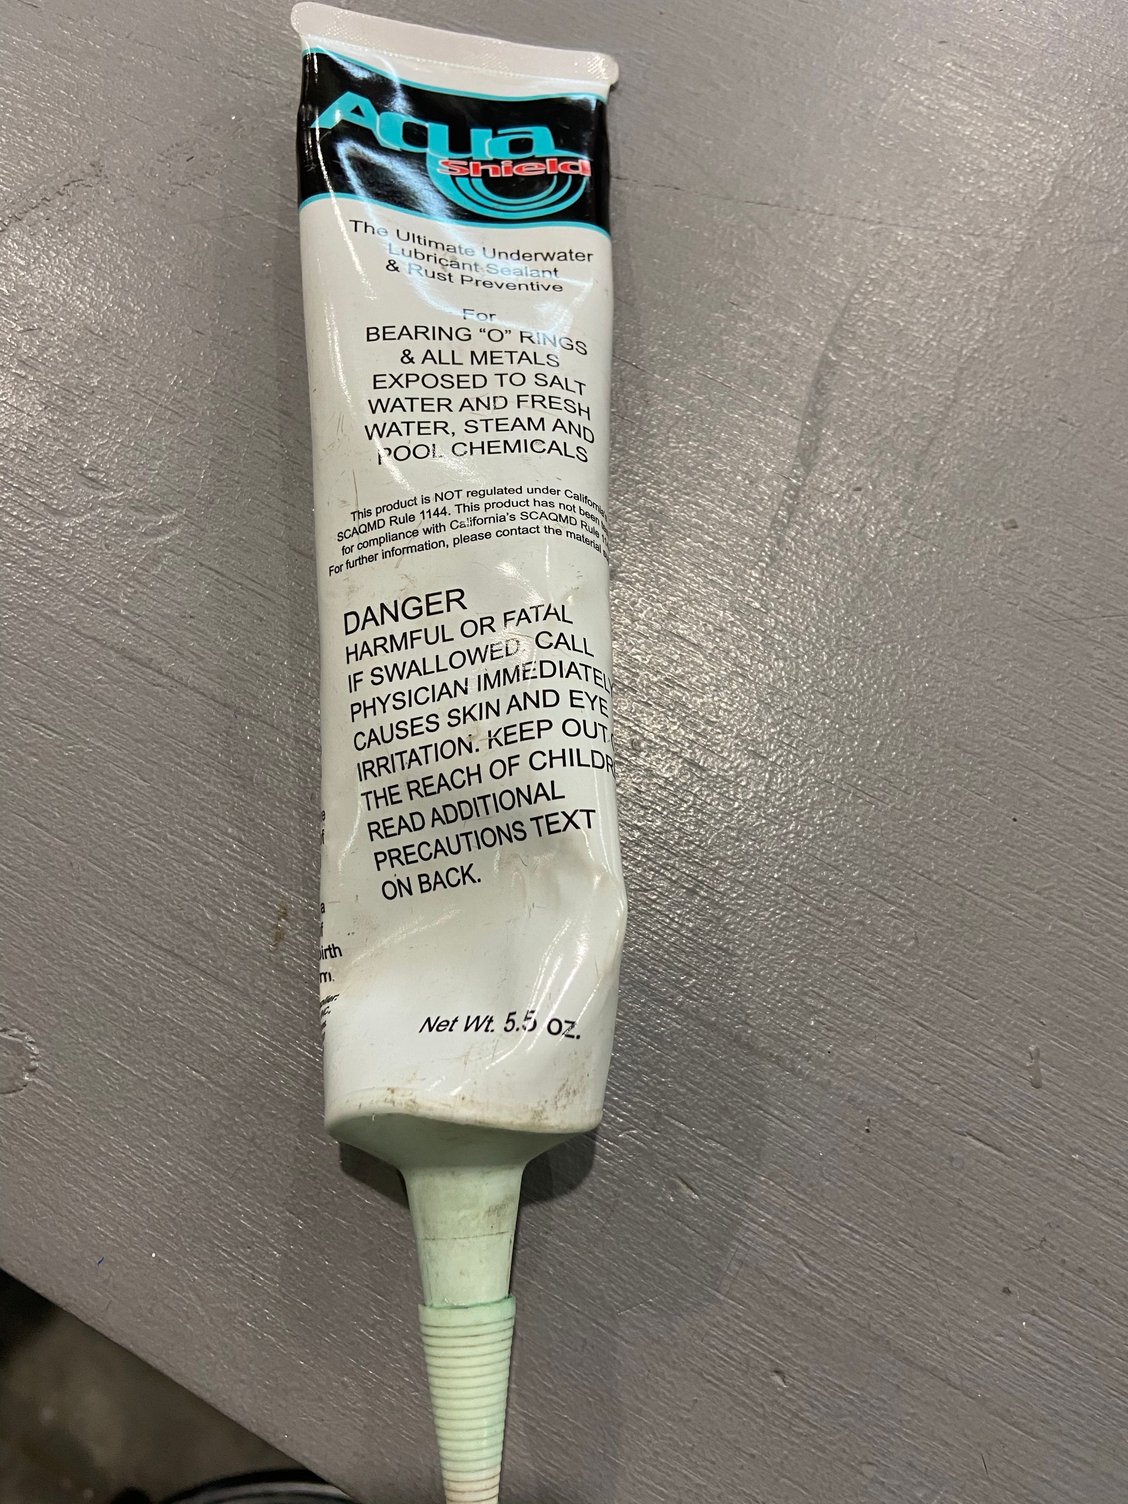 Aqua
Shield
The Ultimate Underwater
Lubricant Sealant
& Rust Preventive
For
BEARING “O” RINGS
& ALL METALS
EXPOSED TO SALT
WATER AND FRESH
WATER, STEAM AND
POOL CHEMICALS
This product is NOT regulated under California
SCAQMD Rule 1144. This product has not been
for compliance with California's SCAQMD Rule
For further information, please contact the material
DANGER
HARMFUL OR FATAL
IF SWALLOWED. CALL
PHYSICIAN IMMEDIATELY
CAUSES SKIN AND EYE
IRRITATION. KEEP OUT
THE REACH OF CHILDR
READ ADDITIONAL
PRECAUTIONS TEXT
ON BACK.
irth
m.
Net Wt. 5.5 oz.